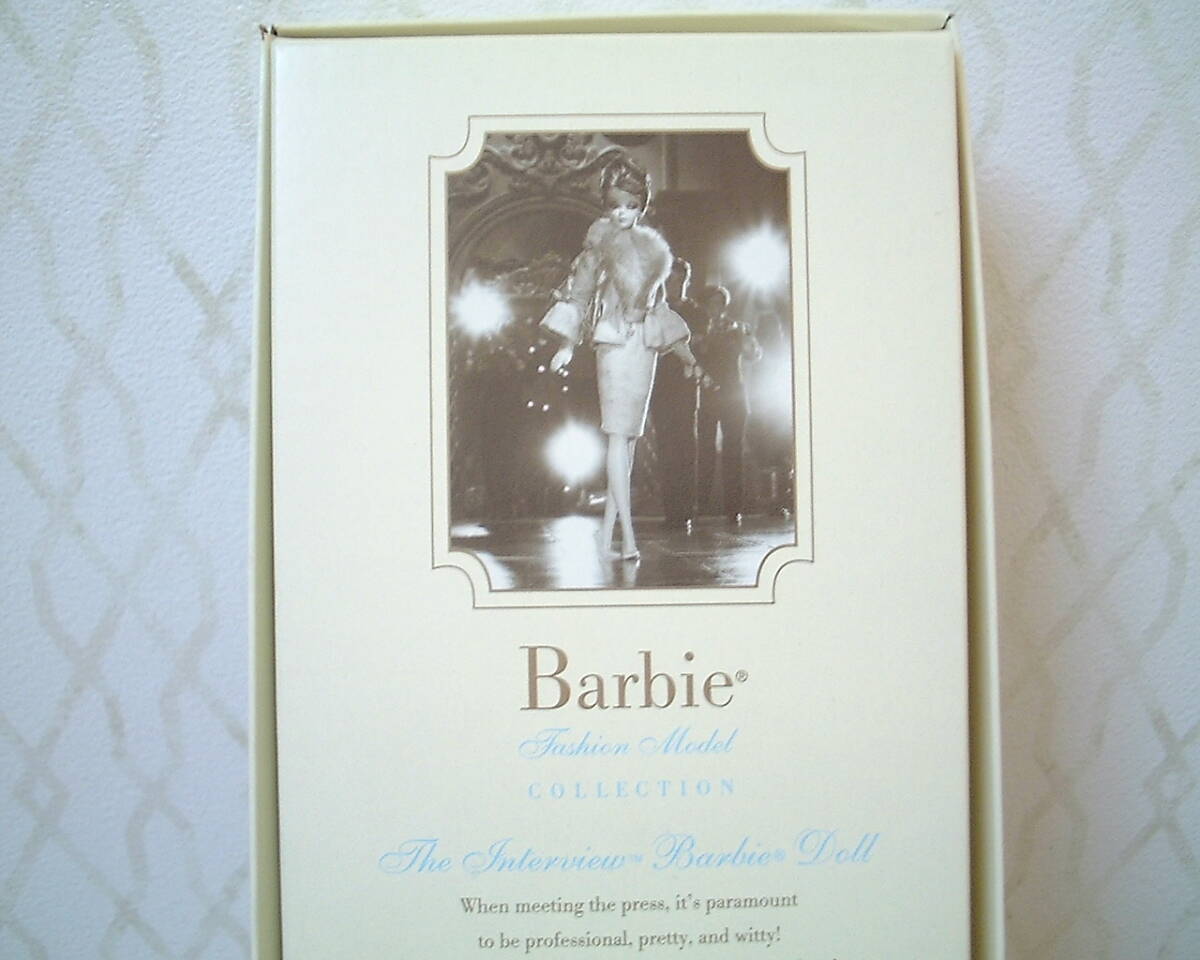 Barbie®
Fashion Model
COLLECTION
The Interview™ Barbie® Doll
When meeting the press, it's paramount
to be professional, pretty, and witty!